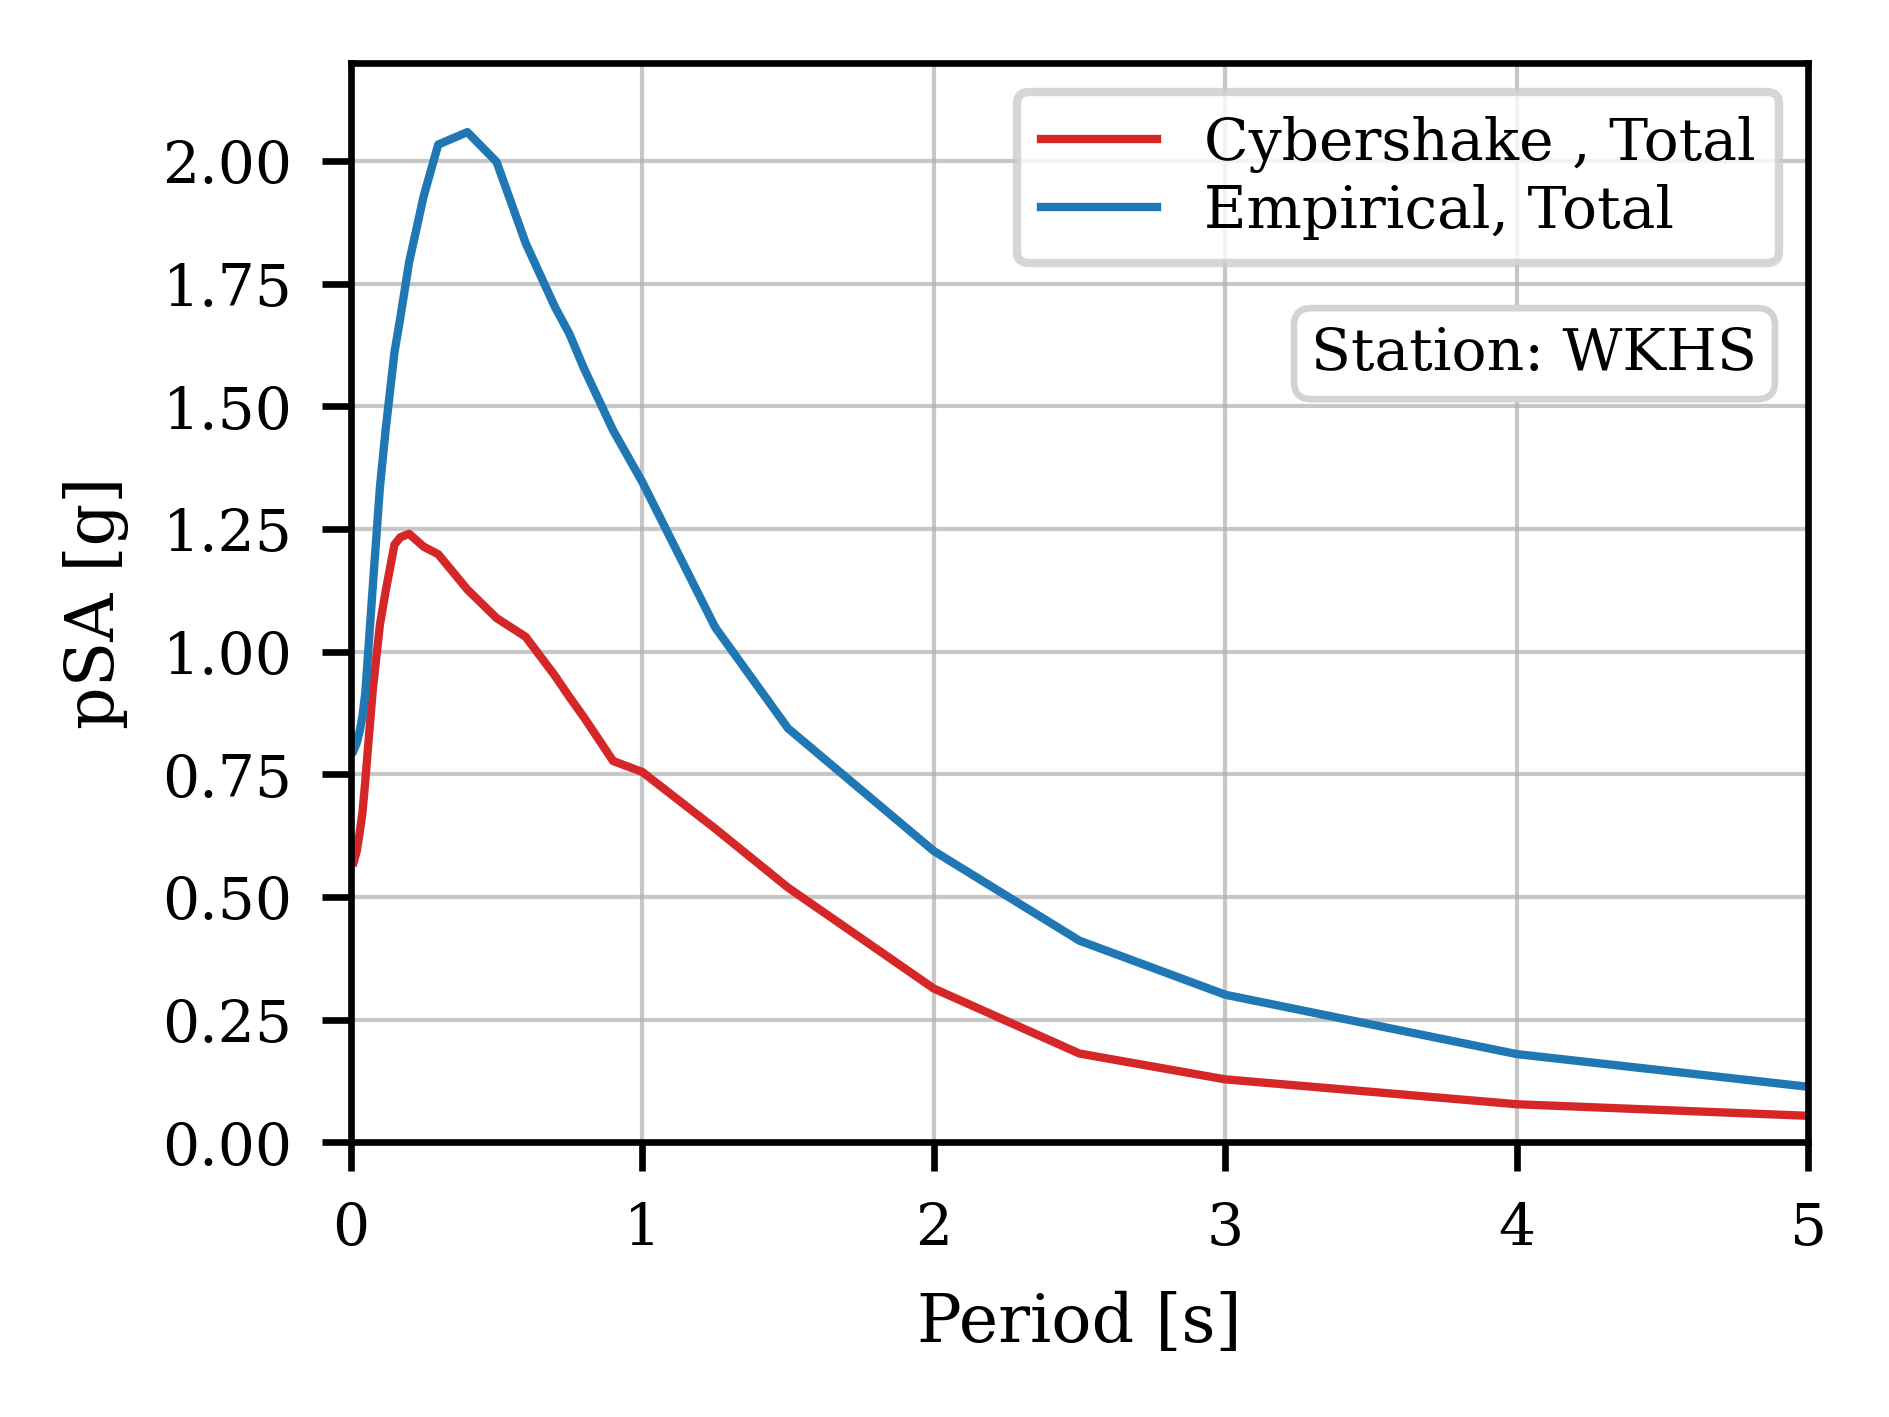 Cybershake , Total
Empirical, Total
Station: WKHS
pSA [g]
2.00
1.75
1.50
1.25
1.00
0.75
0.50
0.25
0.00
0 1 2 3 4 5
Period [s]